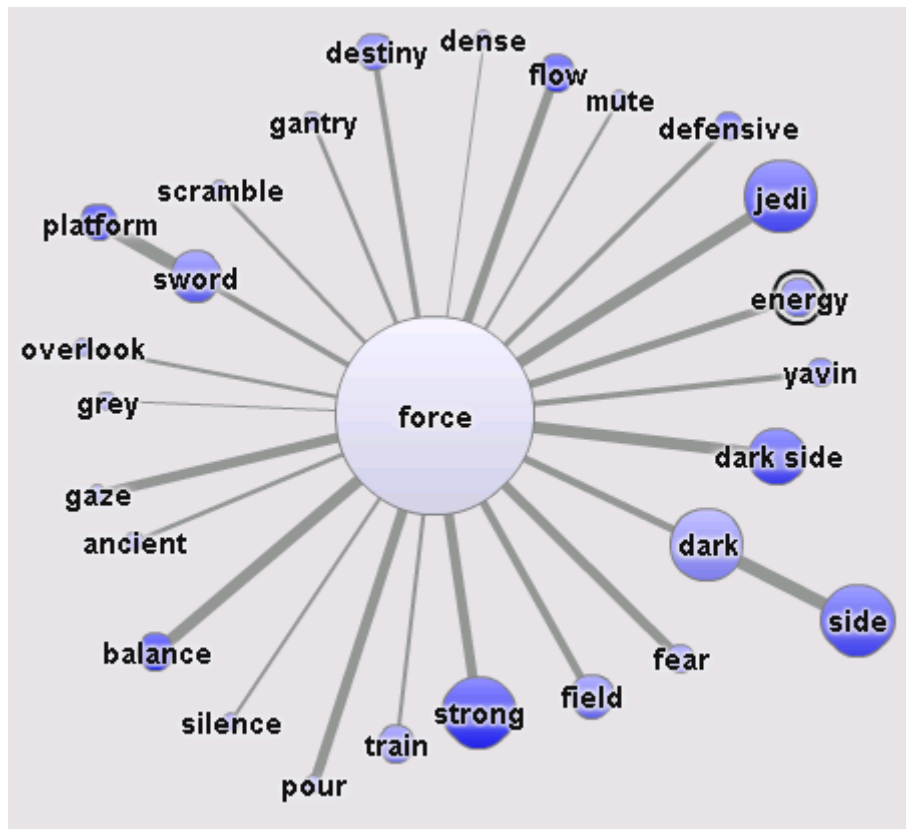 dense
destiny
flow
mute
gantry
defensive
scramble
jedi
platform
sword
energy
overlook
yavin
grey
force
dark side
gaze
ancient
dark
side
balance
fear
field
strong
silence
train
pour